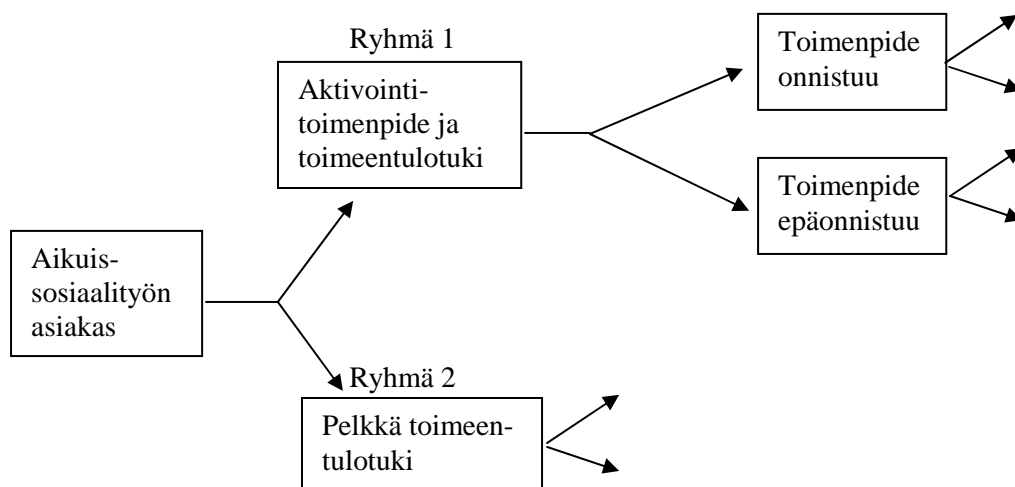 Ryhmä 1
Aktivointi-
toimenpide ja
toimeentulotuki
Toimenpide
onnistuu
Toimenpide
epäonnistuu
Aikuis-
sosiaalityön
asiakas
Ryhmä 2
Pelkkä toimeen-
tulotuki